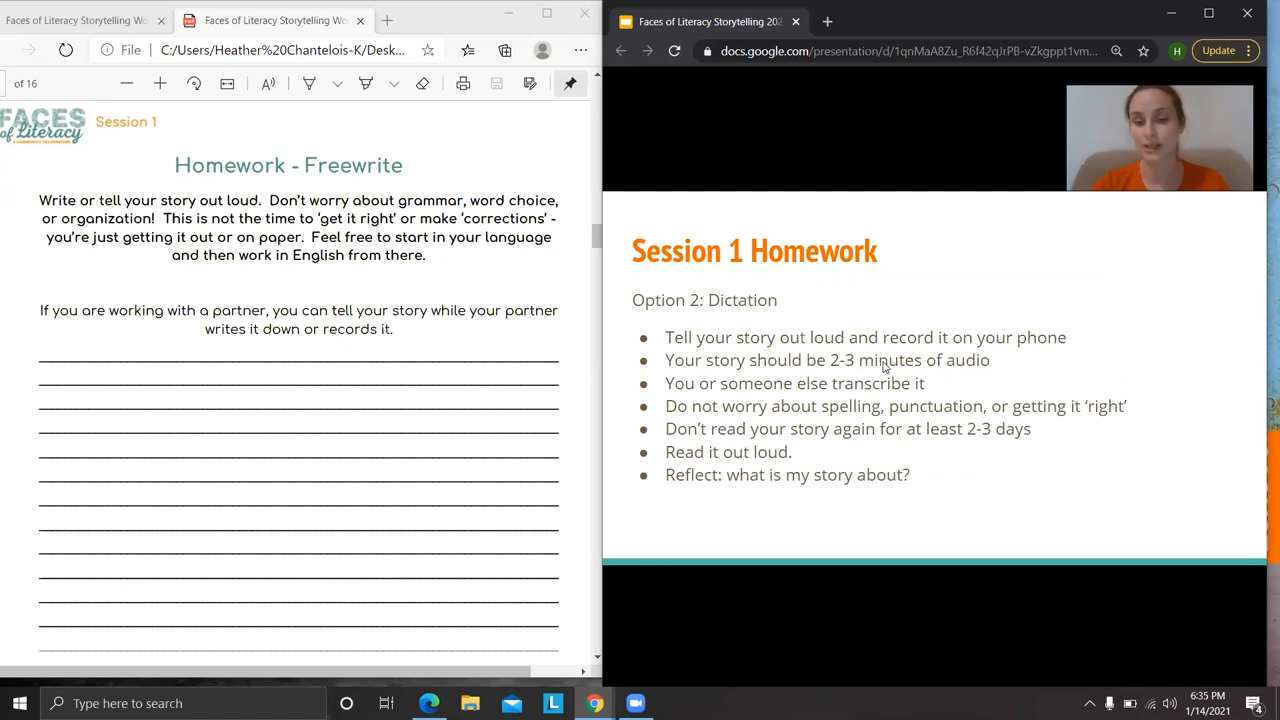 Faces of Literacy Storytelling Wo
Faces of Literacy Storytelling Wo
File
C:/Users/Heather%20Chantelois-K/Desk...
of 16
FACES
of Literacy
Session 1
Homework - Freewrite
Write or tell your story out loud. Don't worry about grammar, word choice,
or organization! This is not the time to 'get it right' or make 'corrections' -
you're just getting it out or on paper. Feel free to start in your language
and then work in English from there.
If you are working with a partner, you can tell your story while your partner
writes it down or records it.
Faces of Literacy Storytelling 202
docs.google.com/presentation/d/1qnMaA8Zu_R6f42qJrPB-vZkgppt1vm...
H
Update
Session 1 Homework
Option 2: Dictation
● Tell your story out loud and record it on your phone
● Your story should be 2-3 minutes of audio
● You or someone else transcribe it
● Do not worry about spelling, punctuation, or getting it 'right'
● Don't read your story again for at least 2-3 days
● Read it out loud.
● Reflect: what is my story about?
Type here to search
L
6:35 PM
1/14/2021
4